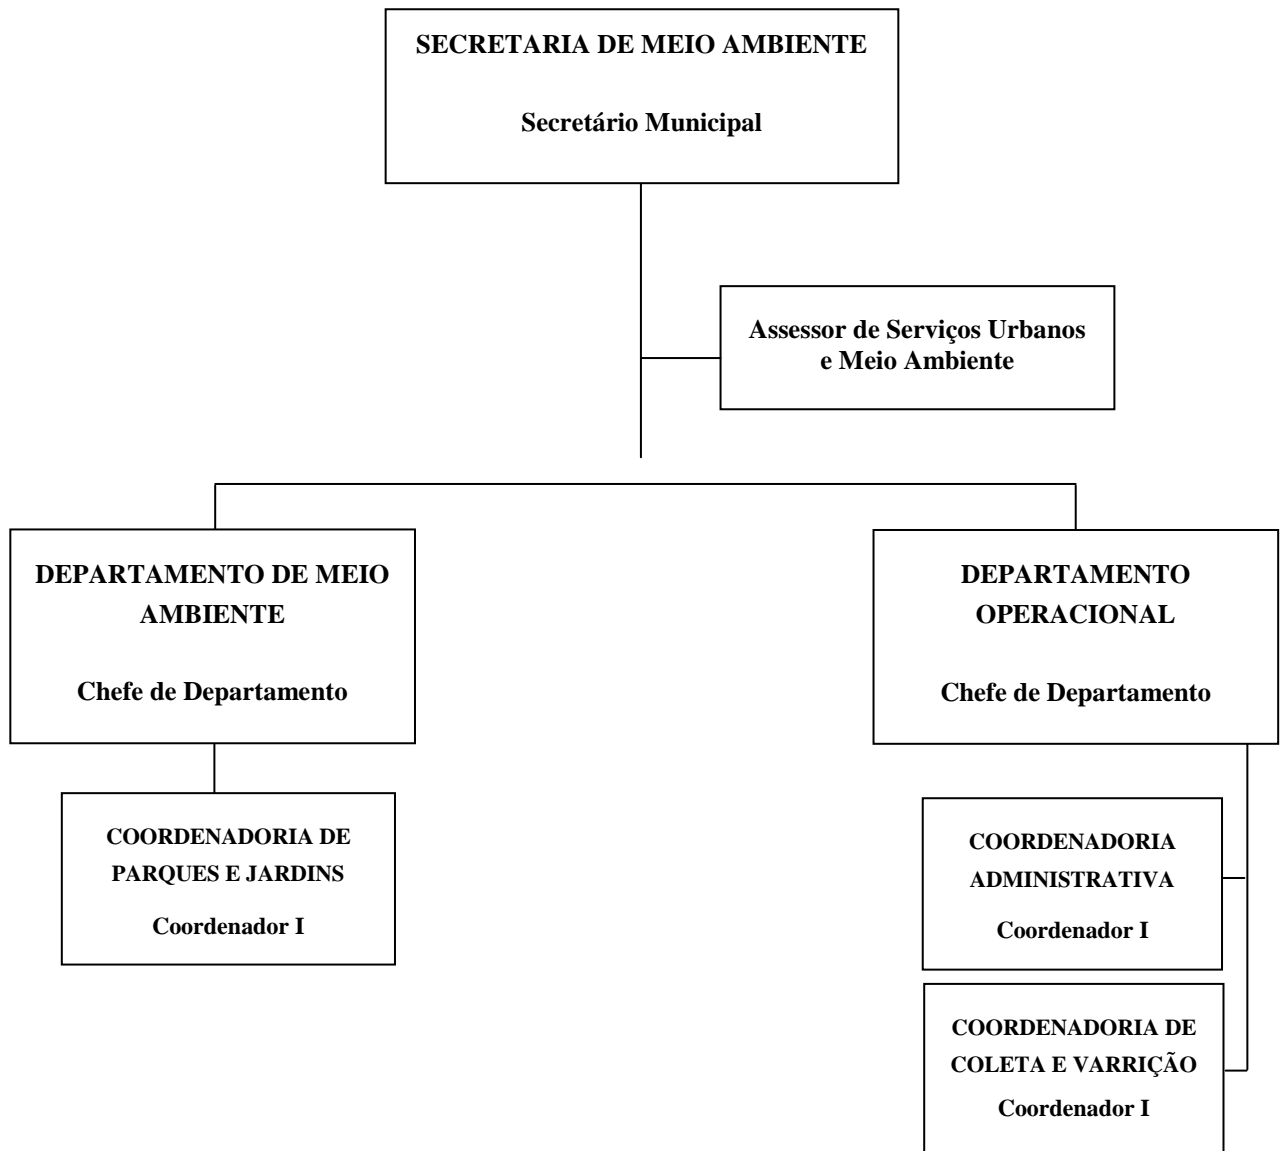 SECRETARIA DE MEIO AMBIENTE
Secretário Municipal
Assessor de Serviços Urbanos
e Meio Ambiente
DEPARTAMENTO DE MEIO
AMBIENTE
Chefe de Departamento
DEPARTAMENTO
OPERACIONAL
Chefe de Departamento
COORDENADORIA DE
PARQUES E JARDINS
Coordenador I
COORDENADORIA
ADMINISTRATIVA
Coordenador I
COORDENADORIA DE
COLETA E VARRIÇÃO
Coordenador I